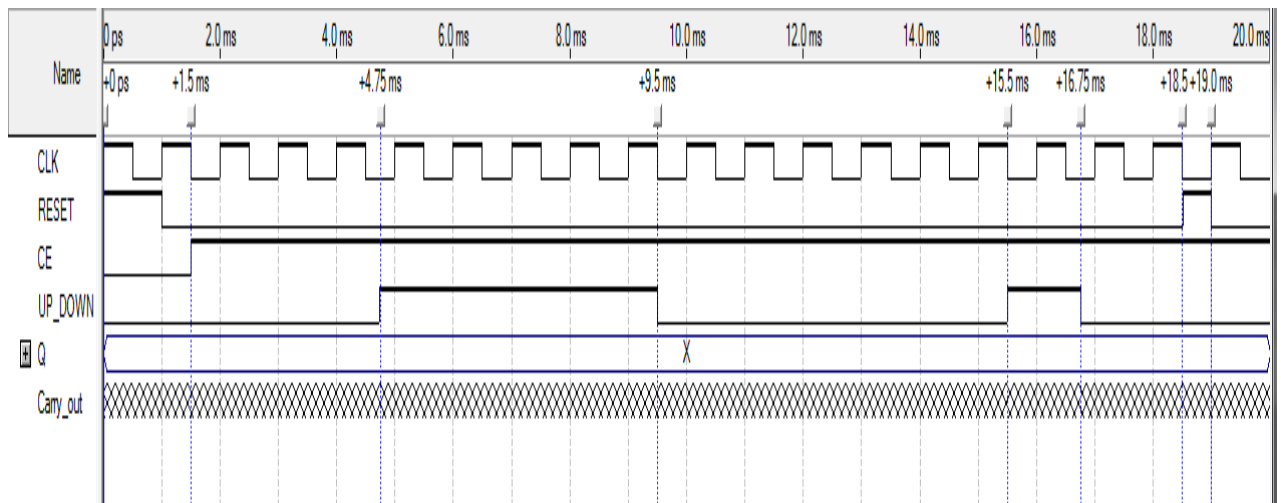 0 ps 2.0 ms 4.0 ms 6.0 ms 8.0 ms 10.0 ms 12.0 ms 14.0 ms 16.0 ms 18.0 ms 20.0 ms
Name
+0 ps +1.5 ms +4.75 ms +9.5 ms +15.5 ms +16.75 ms +18.5 +19.0 ms
CLK
RESET
CE
UP_DOWN
Q X
Carry_out